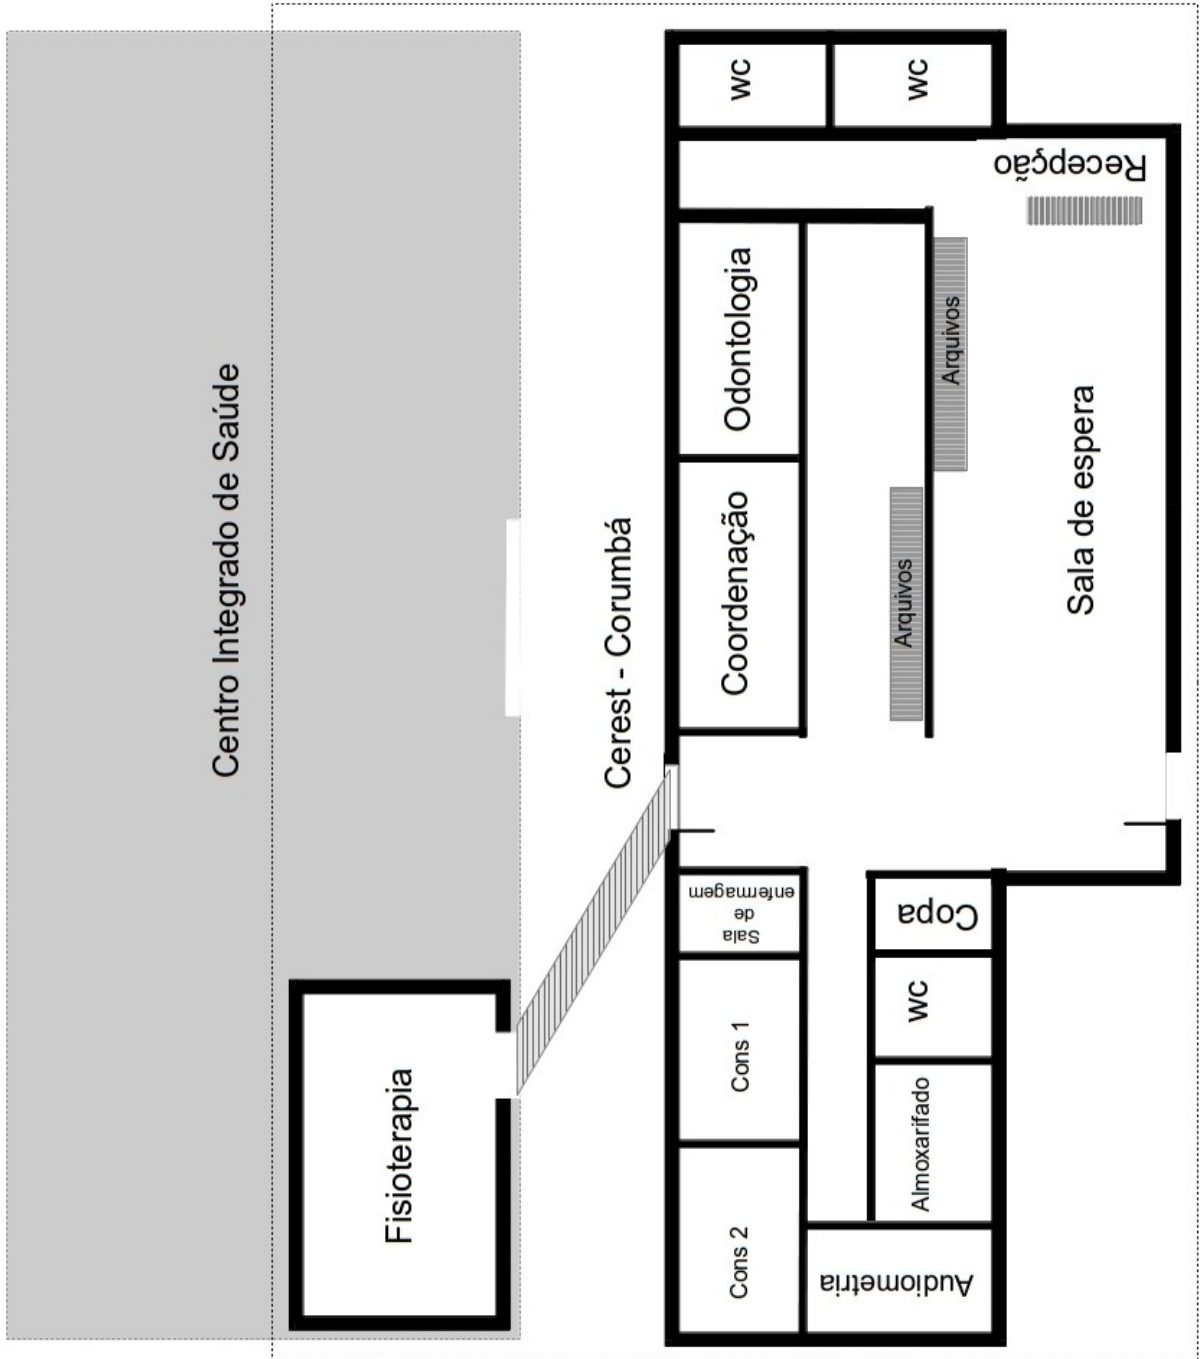 Centro Integrado de Saúde
Fisioterapia
Cerest - Corumbá
WC
WC
Recepção
Odontologia
Arquivos
Coordenação
Arquivos
Sala de espera
Sala
de
enfermagem
Copa
Cons 1
WC
Cons 2
Almoxarifado
Audiometria